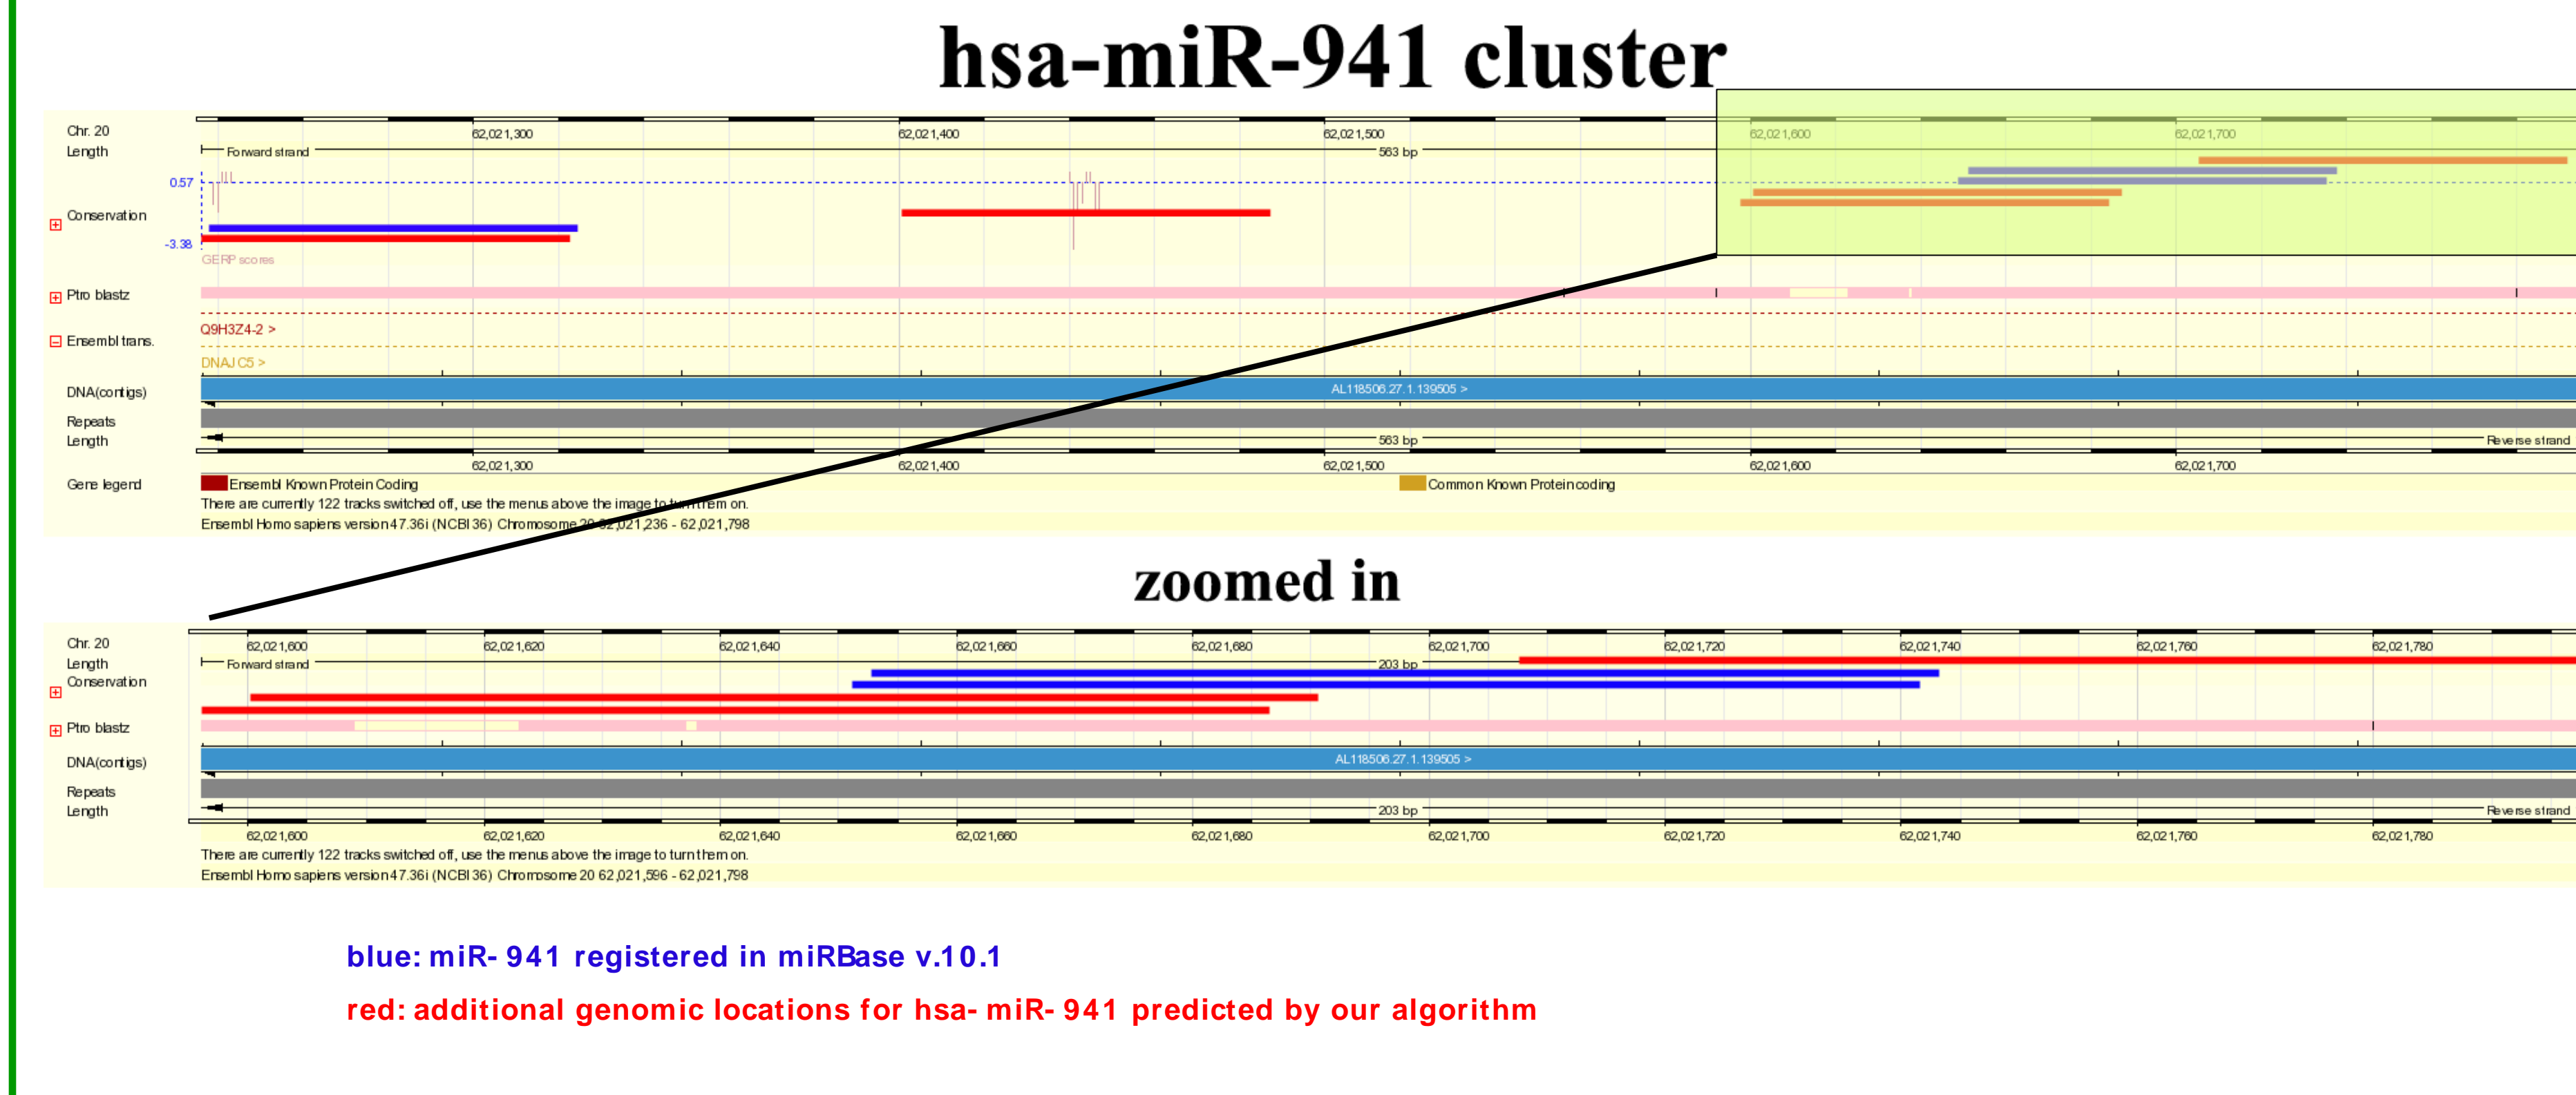 hsa-miR-941 cluster
Chr. 20
62,021,300 62,021,400 62,021,500 62,021,600 62,021,700
Length Forward strand 563 bp
0.57
Conservation
-3.38
GERP scores
Ptro blastz
Q9H3Z4-2 >
Ensembl trans.
DNAJC5 >
DNA(contigs) AL118506.27.1.139505 >
Repeats
Length 563 bp Reverse strand
62,021,300 62,021,400 62,021,500 62,021,600 62,021,700
Gene legend Ensembl Known Protein Coding Common Known Protein coding
There are currently 122 tracks switched off, use the menus above the image to turn them on.
Ensembl Homo sapiens version 47.36i (NCBI 36) Chromosome 20 62,021,236 - 62,021,798
zoomed in
Chr. 20
62,021,600 62,021,620 62,021,640 62,021,660 62,021,680 62,021,700 62,021,720 62,021,740 62,021,760 62,021,780
Length Forward strand 203 bp
Conservation
Ptro blastz
DNA(contigs) AL118506.27.1.139505 >
Repeats
Length 203 bp Reverse strand
62,021,600 62,021,620 62,021,640 62,021,660 62,021,680 62,021,700 62,021,720 62,021,740 62,021,760 62,021,780
There are currently 122 tracks switched off, use the menus above the image to turn them on.
Ensembl Homo sapiens version 47.36i (NCBI 36) Chromosome 20 62,021,596 - 62,021,798
blue: miR- 941 registered in miRBase v.10.1
red: additional genomic locations for hsa- miR- 941 predicted by our algorithm